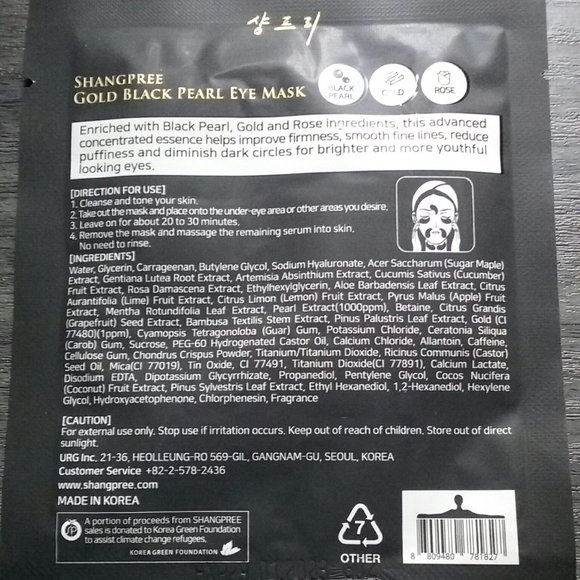 샹프리
SHANGPREE
GOLD BLACK PEARL EYE MASK
BLACK
PEARL
GOLD
ROSE
Enriched with Black Pearl, Gold and Rose ingredients, this advanced
concentrated essence helps improve firmness, smooth fine lines, reduce
puffiness and diminish dark circles for brighter and more youthful
looking eyes.
[DIRECTION FOR USE]
1. Cleanse and tone your skin.
2. Take out the mask and place onto the under-eye area or other areas you desire.
3. Leave on for about 20 to 30 minutes.
4. Remove the mask and massage the remaining serum into skin.
No need to rinse.
[INGREDIENTS]
Water, Glycerin, Carrageenan, Butylene Glycol, Sodium Hyaluronate, Acer Saccharum (Sugar Maple)
Extract, Gentiana Lutea Root Extract, Artemisia Absinthium Extract, Cucumis Sativus (Cucumber)
Fruit Extract, Rosa Damascena Extract, Ethylhexylglycerin, Aloe Barbadensis Leaf Extract, Citrus
Aurantifolia (Lime) Fruit Extract, Citrus Limon (Lemon) Fruit Extract, Pyrus Malus (Apple) Fruit
Extract, Mentha Rotundifolia Leaf Extract, Pearl Extract(1000ppm), Betaine, Citrus Grandis
(Grapefruit) Seed Extract, Bambusa Textilis Stem Extract, Pinus Palustris Leaf Extract, Gold (CI
77480)(1ppm), Cyamopsis Tetragonoloba (Guar) Gum, Potassium Chloride, Ceratonia Siliqua
(Carob) Gum, Sucrose, PEG-60 Hydrogenated Castor Oil, Calcium Chloride, Allantoin, Caffeine,
Cellulose Gum, Chondrus Crispus Powder, Titanium/Titanium Dioxide, Ricinus Communis (Castor)
Seed Oil, Mica(CI 77019), Tin Oxide, CI 77491, Titanium Dioxide(CI 77891), Calcium Lactate,
Disodium EDTA, Dipotassium Glycyrrhizate, Propanediol, Pentylene Glycol, Cocos Nucifera
(Coconut) Fruit Extract, Pinus Sylvestris Leaf Extract, Ethyl Hexanediol, 1,2-Hexanediol, Hexylene
Glycol, Hydroxyacetophenone, Chlorphenesin, Fragrance
[CAUTION]
For external use only. Stop use if irritation occurs. Keep out of reach of children. Store out of direct
sunlight.
URG Inc. 21-36, HEOLLEUNG-RO 569-GIL, GANGNAM-GU, SEOUL, KOREA
Customer Service +82-2-578-2436
www.shangpree.com
MADE IN KOREA
A portion of proceeds from SHANGPREE
sales is donated to Korea Green Foundation
to assist climate change refugees.
KOREA GREEN FOUNDATION
7
OTHER
8 809480 781827